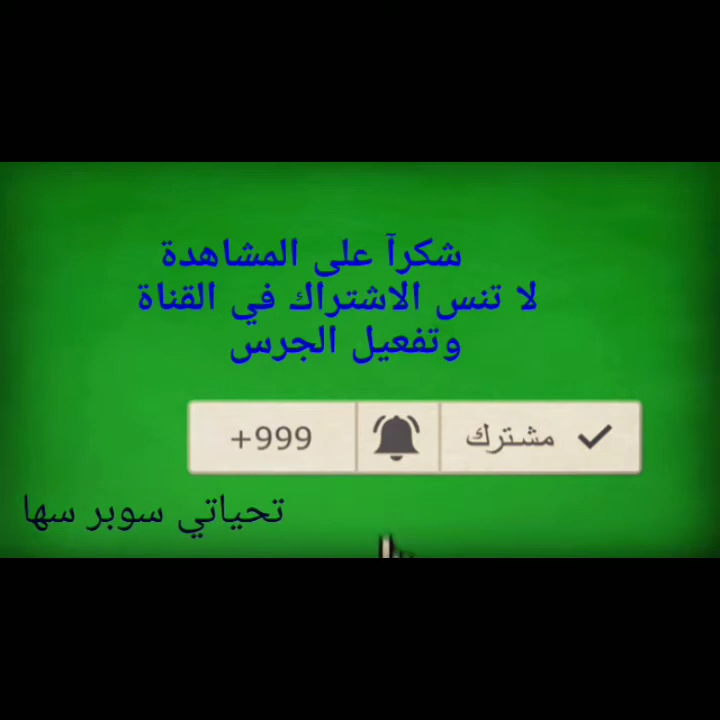 شكرآ على المشاهدة
لا تنس الاشتراك في القناة
وتفعيل الجرس
+999
مشترك
تحياتي سوبر سها